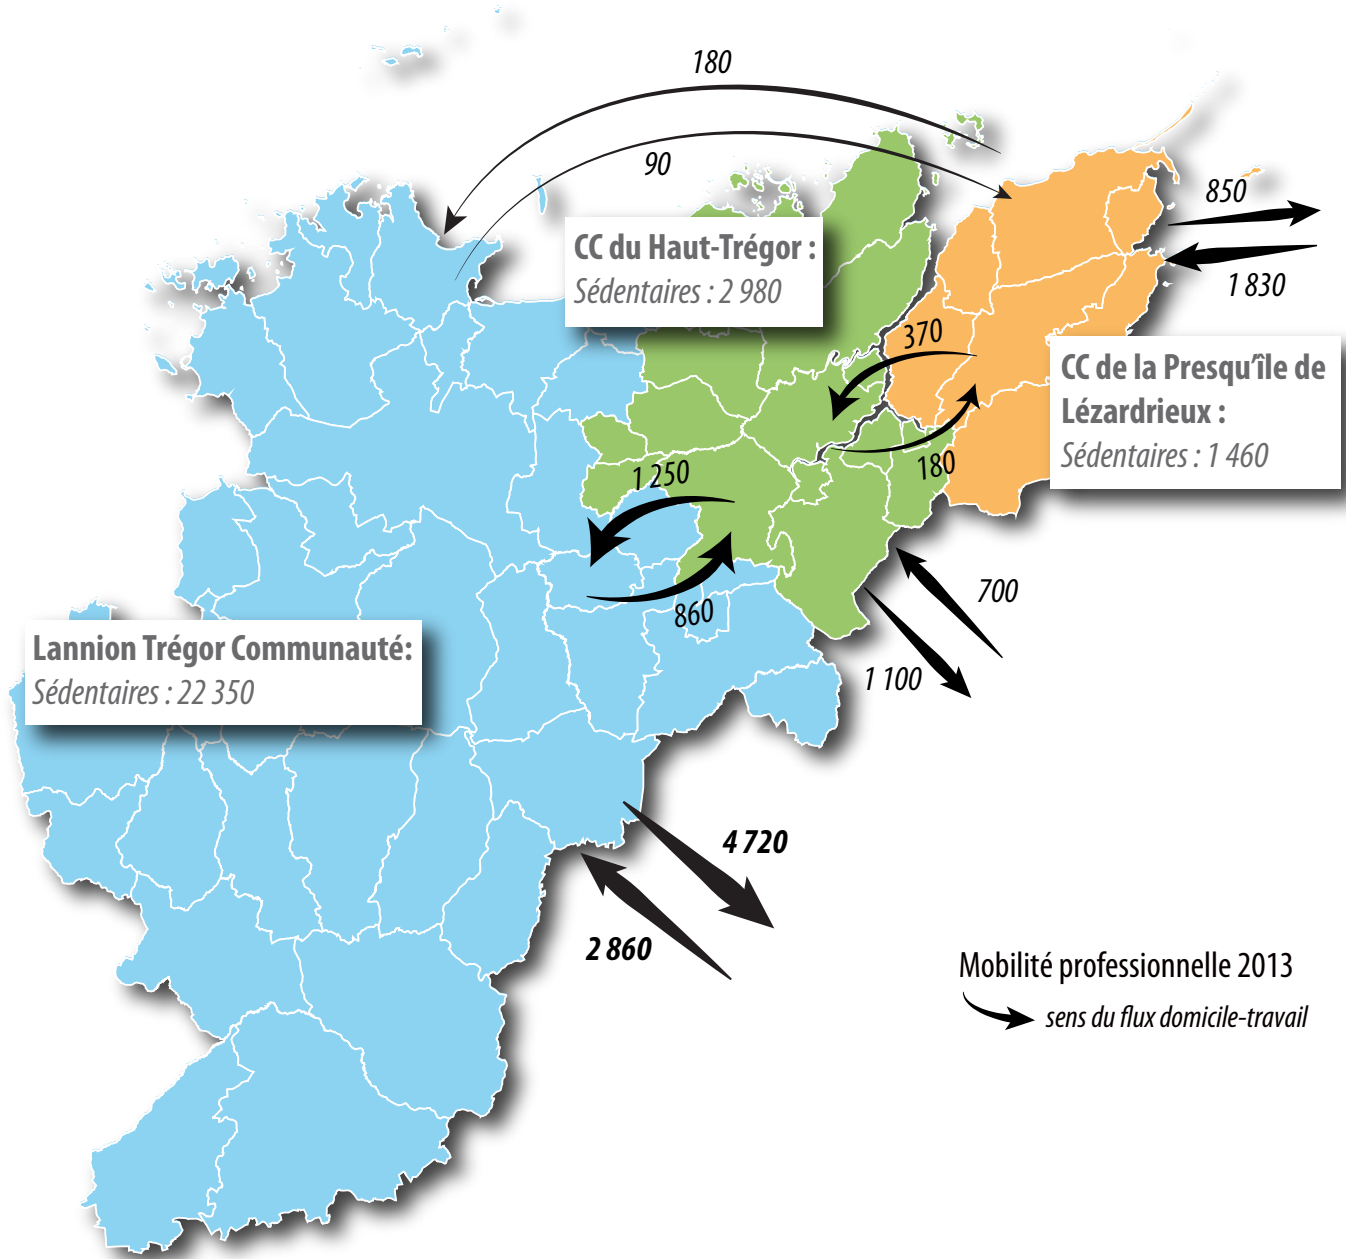 180
90
850
1 830
CC du Haut-Trégor :
Sédentaires : 2 980
370
CC de la Presqu'île de
Lézardrieux :
Sédentaires : 1 460
180
1 250
860
700
1 100
Lannion Trégor Communauté:
Sédentaires : 22 350
4 720
2 860
Mobilité professionnelle 2013
sens du flux domicile-travail